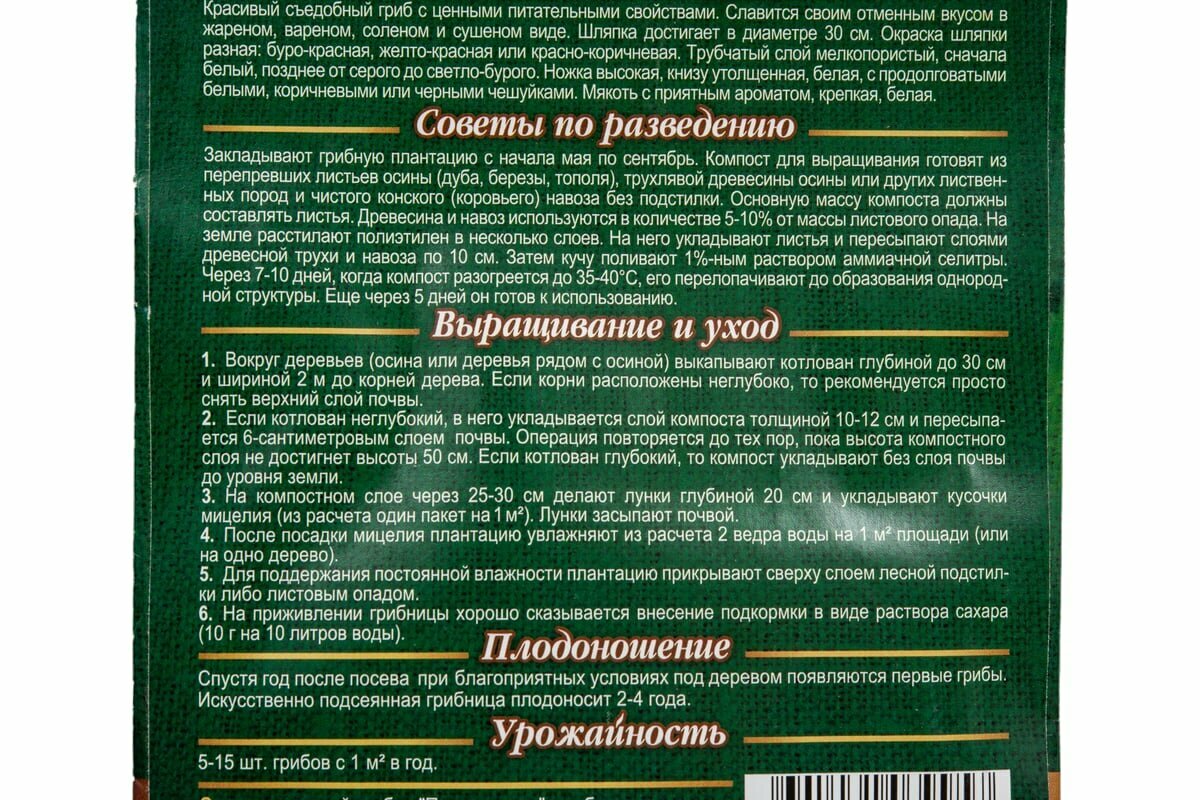 Красивый съедобный гриб с ценными питательными свойствами. Славится своим отменным вкусом в
жареном, вареном, соленом и сушеном виде. Шляпка достигает в диаметре 30 см. Окраска шляпки
разная: буро-красная, желто-красная или красно-коричневая. Трубчатый слой мелкопористый, сначала
белый, позднее от серого до светло-бурого. Ножка высокая, книзу утолщенная, белая, с продолговатыми
белыми, коричневыми или черными чешуйками. Мякоть с приятным ароматом, крепкая, белая.
Советы по разведению
Закладывают грибную плантацию с начала мая по сентябрь. Компост для выращивания готовят из
перепревших листьев осины (дуба, березы, тополя), трухлявой древесины осины или других листвен-
ных пород и чистого конского (коровьего) навоза без подстилки. Основную массу компоста должны
составлять листья. Древесина и навоз используются в количестве 5-10% от массы листового опада. На
земле расстилают полиэтилен в несколько слоев. На него укладывают листья и пересыпают слоями
древесной трухи и навоза по 10 см. Затем кучу поливают 1%-ным раствором аммиачной селитры.
Через 7-10 дней, когда компост разогреется до 35-40°С, его перелопачивают до образования однород-
ной структуры. Еще через 5 дней он готов к использованию.
Выращивание и уход
1. Вокруг деревьев (осина или деревья рядом с осиной) выкапывают котлован глубиной до 30 см
и шириной 2 м до корней дерева. Если корни расположены неглубоко, то рекомендуется просто
снять верхний слой почвы.
2. Если котлован неглубокий, в него укладывается слой компоста толщиной 10-12 см и пересыпа-
ется 6-сантиметровым слоем почвы. Операция повторяется до тех пор, пока высота компостного
слоя не достигнет высоты 50 см. Если котлован глубокий, то компост укладывают без слоя почвы
до уровня земли.
3. На компостном слое через 25-30 см делают лунки глубиной 20 см и укладывают кусочки
мицелия (из расчета один пакет на 1 м²). Лунки засыпают почвой.
4. После посадки мицелия плантацию увлажняют из расчета 2 ведра воды на 1 м² площади (или
на одно дерево).
5. Для поддержания постоянной влажности плантацию прикрывают сверху слоем лесной подстил-
ки либо листовым опадом.
6. На приживлении грибницы хорошо сказывается внесение подкормки в виде раствора сахара
(10 г на 10 литров воды).
Плодоношение
Спустя год после посева при благоприятных условиях под деревом появляются первые грибы.
Искусственно подсеянная грибница плодоносит 2-4 года.
Урожайность
5-15 шт. грибов с 1 м² в год.